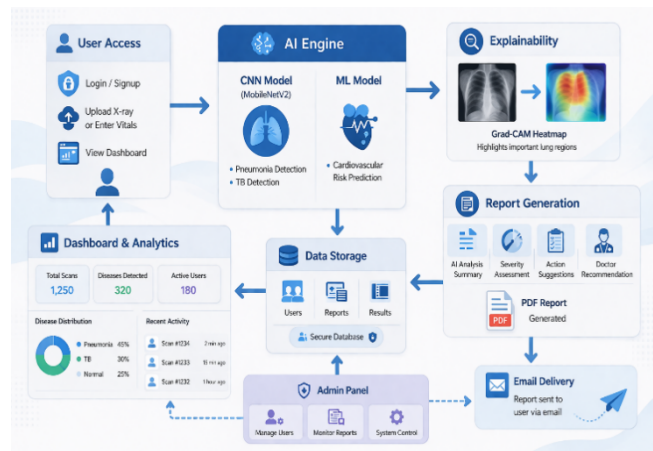 User Access
Login / Signup
Upload X-ray
or Enter Vitals
View Dashboard
AI Engine
CNN Model
(MobileNetV2)
• Pneumonia Detection
• TB Detection
ML Model
• Cardiovascular
Risk Prediction
Explainability
Grad-CAM Heatmap
Highlights important lung regions
Report Generation
AI Analysis
Summary
Severity
Assessment
Action
Suggestions
Doctor
Recommendation
PDF
PDF Report
Generated
Dashboard & Analytics
Total Scans
1,250
Diseases Detected
320
Active Users
180
Disease Distribution
Pneumonia 45%
TB 30%
Normal 25%
Recent Activity
Scan #1234 2 min ago
Scan #1233 min ago
Scan #1232 1 hour ago
Data Storage
Users
Reports
Results
Secure Database
Admin Panel
Manage Users
Monitor Reports
System Control
Email Delivery
Report sent to
user via email